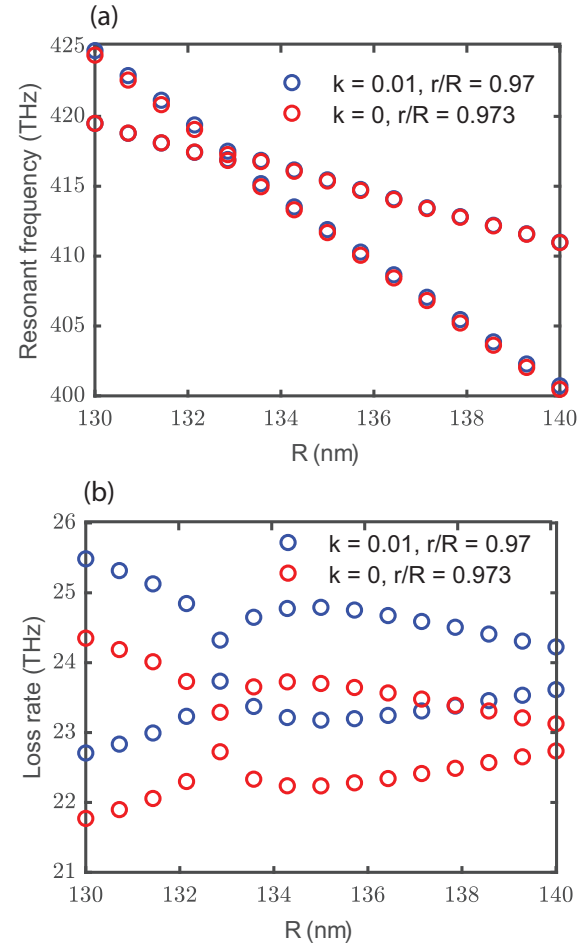 (a)
425
420
415
410
405
400
Resonant frequency (THz)
k = 0.01, r/R = 0.97
k = 0, r/R = 0.973
130 132 134 136 138 140
R (nm)
(b)
26
25
24
23
22
21
Loss rate (THz)
k = 0.01, r/R = 0.97
k = 0, r/R = 0.973
130 132 134 136 138 140
R (nm)